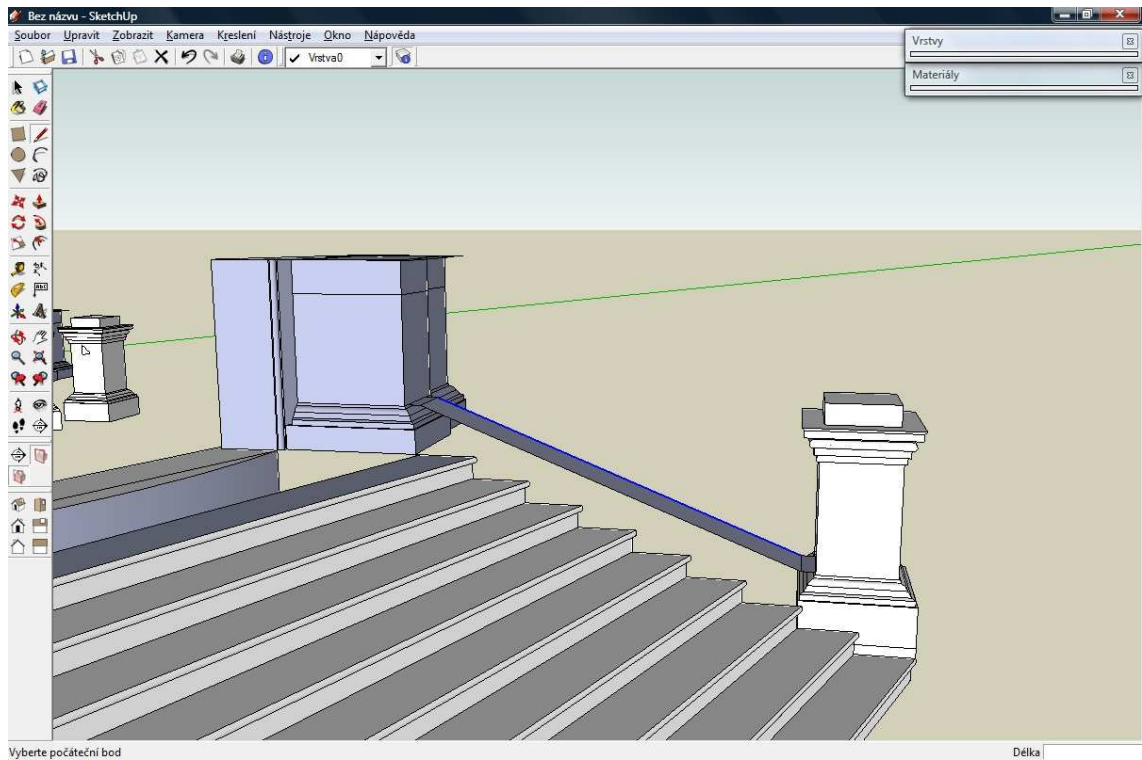 Bez názvu - SketchUp
Soubor Upravit Zobrazit Kamera Kreslení Nástroje Okno Nápověda
Vrstva0
Vrstvy
Materiály
Vyberte počáteční bod
Délka